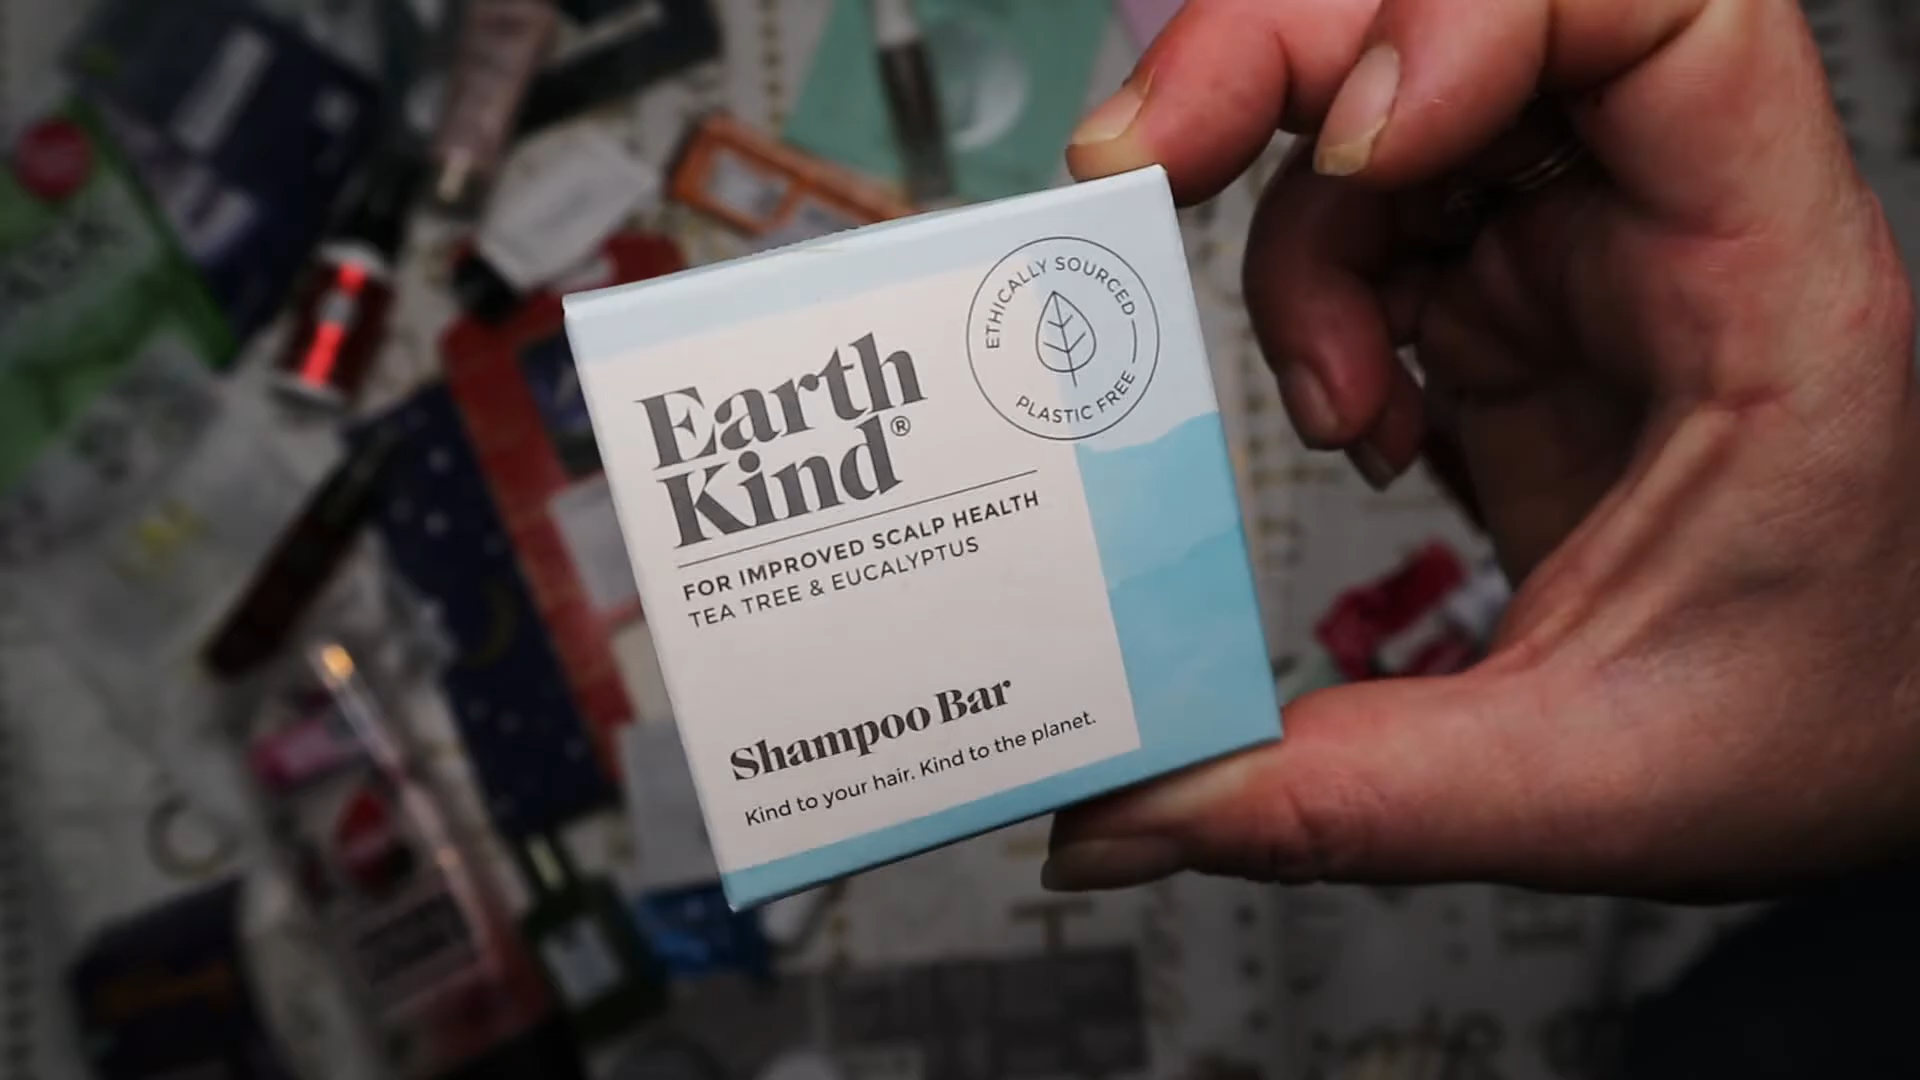 Earth
Kind®
ETHICALLY SOURCED
PLASTIC FREE
FOR IMPROVED SCALP HEALTH
TEA TREE & EUCALYPTUS
Shampoo Bar
Kind to your hair. Kind to the planet.